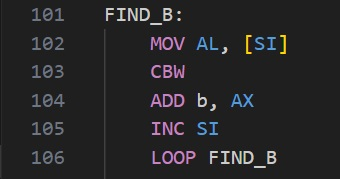 101 FIND_B:
102 MOV AL, [SI]
103 CBW
104 ADD b, AX
105 INC SI
106 LOOP FIND_B